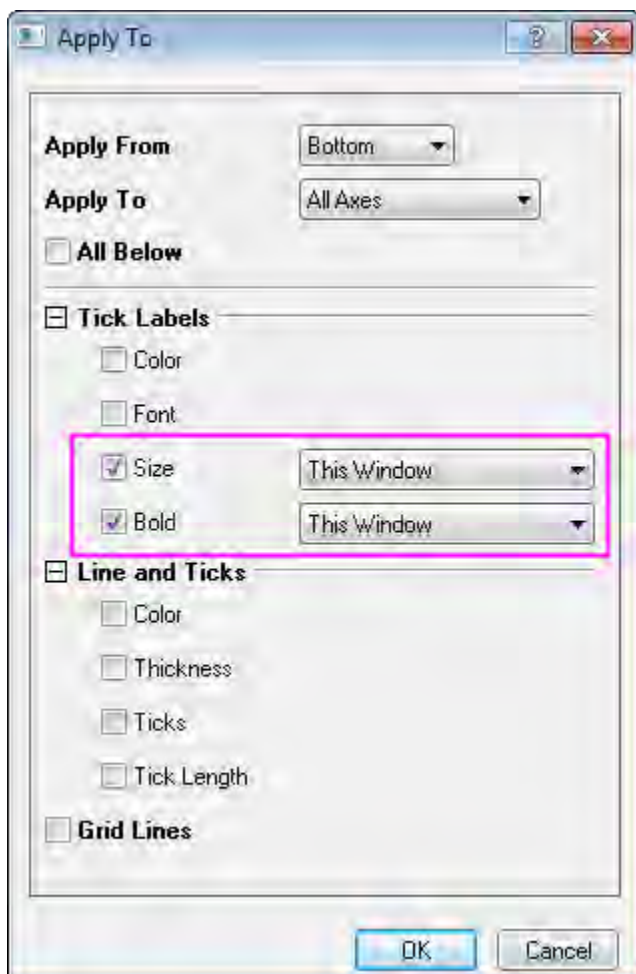 Apply To
Apply From Bottom
Apply To All Axes
All Below
Tick Labels
Color
Font
Size This Window
Bold This Window
Line and Ticks
Color
Thickness
Ticks
Tick Length
Grid Lines
OK Cancel